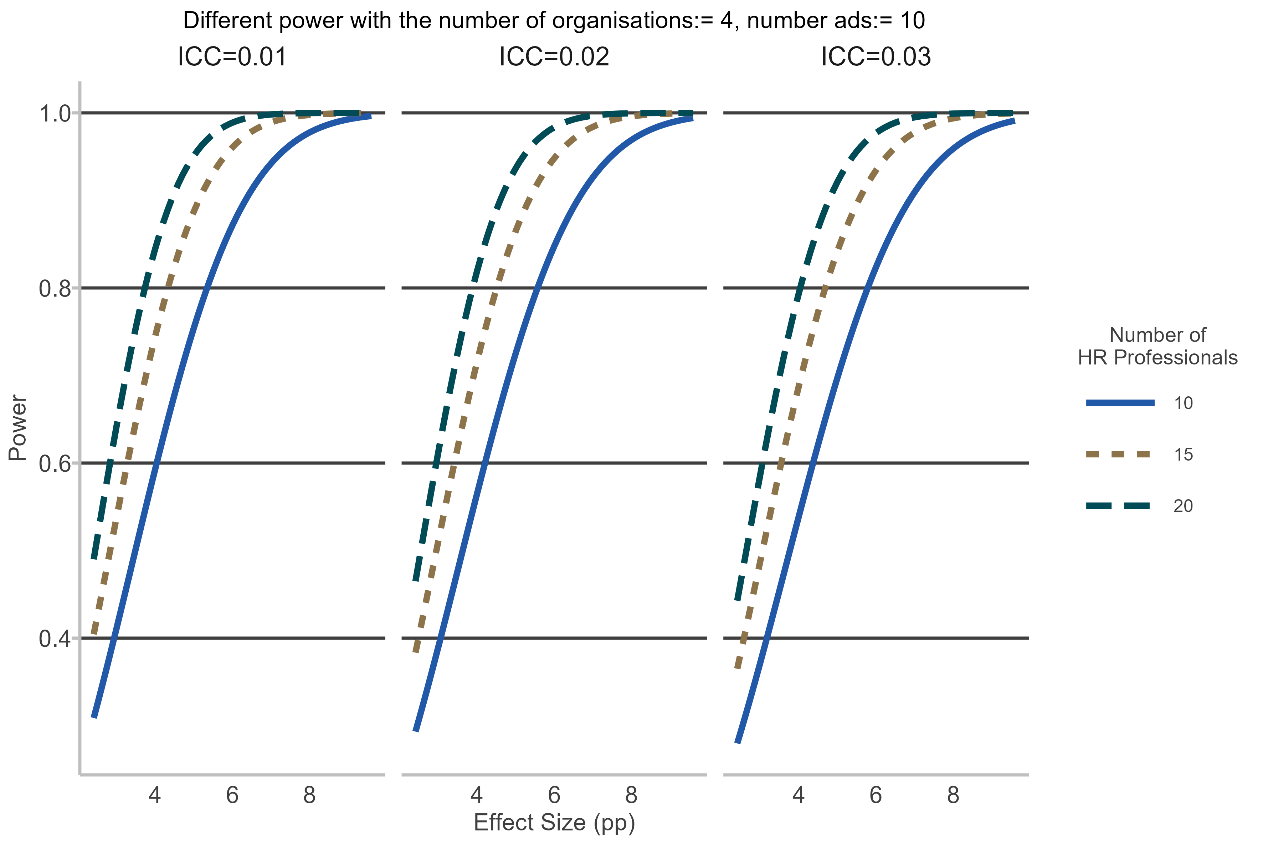 Different power with the number of organisations:= 4, number ads:= 10
ICC=0.01
ICC=0.02
ICC=0.03
1.0
0.8
0.6
0.4
Power
4 6 8
4 6 8
4 6 8
Effect Size (pp)
Number of
HR Professionals
10
15
20